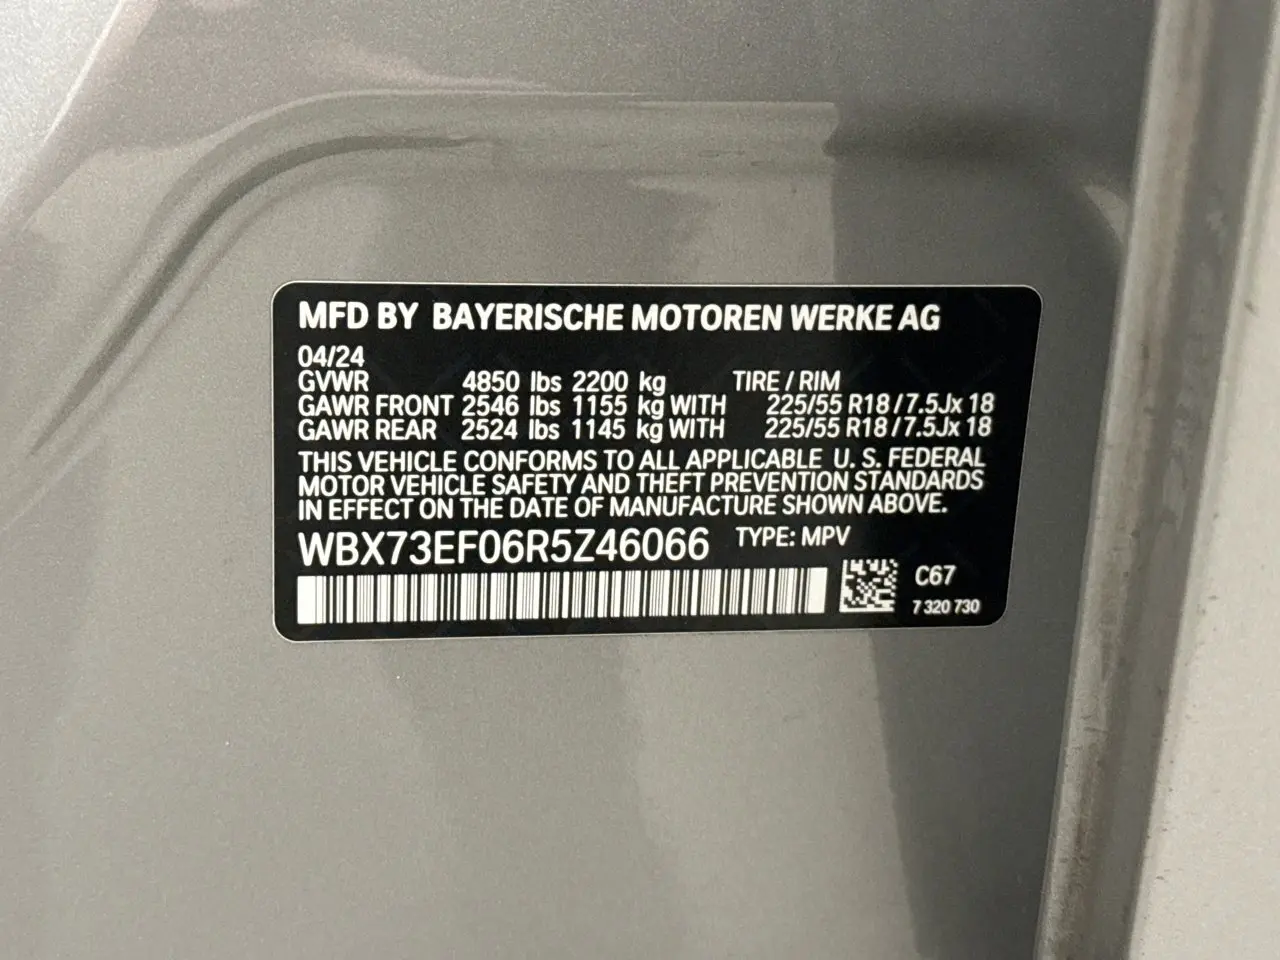 MFD BY BAYERISCHE MOTOREN WERKE AG
04/24
GVWR 4850 lbs 2200 kg TIRE / RIM
GAWR FRONT 2546 lbs 1155 kg WITH 225/55 R18 / 7.5Jx 18
GAWR REAR 2524 lbs 1145 kg WITH 225/55 R18 / 7.5Jx 18
THIS VEHICLE CONFORMS TO ALL APPLICABLE U. S. FEDERAL
MOTOR VEHICLE SAFETY AND THEFT PREVENTION STANDARDS
IN EFFECT ON THE DATE OF MANUFACTURE SHOWN ABOVE.
WBX73EF06R5Z46066 TYPE: MPV
C67
7 320 730